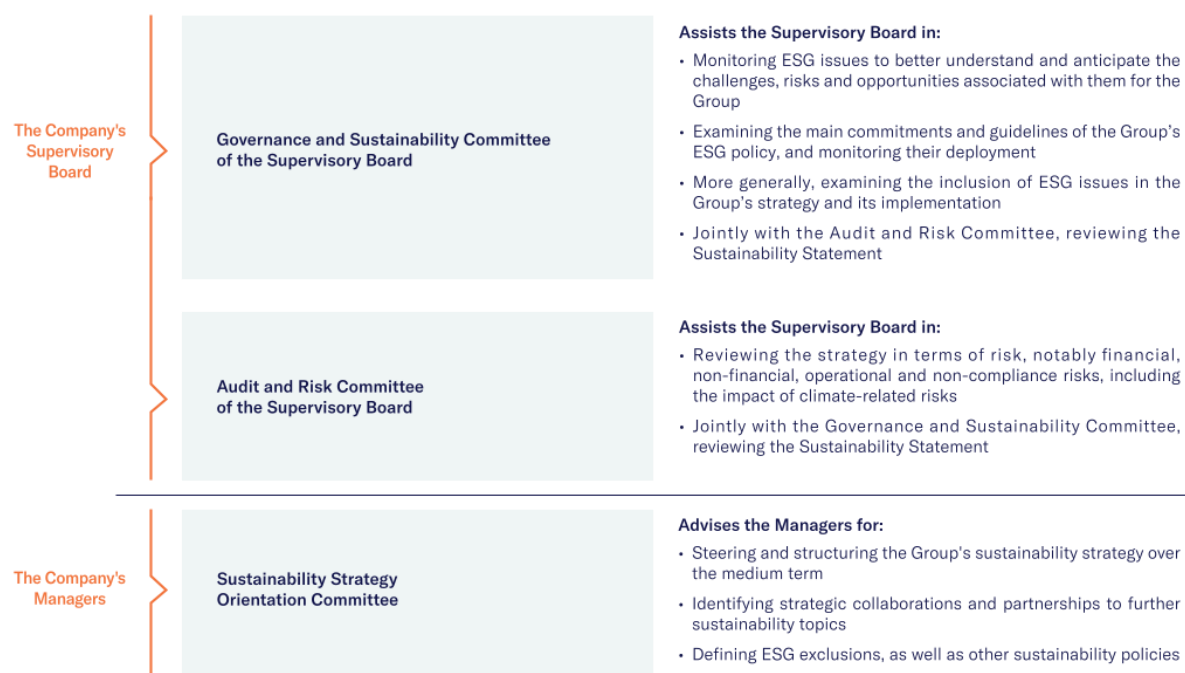 The Company's
Supervisory
Board
Governance and Sustainability Committee
of the Supervisory Board
Assists the Supervisory Board in:
• Monitoring ESG issues to better understand and anticipate the
challenges, risks and opportunities associated with them for the
Group
• Examining the main commitments and guidelines of the Group's
ESG policy, and monitoring their deployment
• More generally, examining the inclusion of ESG issues in the
Group's strategy and its implementation
• Jointly with the Audit and Risk Committee, reviewing the
Sustainability Statement
Audit and Risk Committee
of the Supervisory Board
Assists the Supervisory Board in:
• Reviewing the strategy in terms of risk, notably financial,
non-financial, operational and non-compliance risks, including
the impact of climate-related risks
• Jointly with the Governance and Sustainability Committee,
reviewing the Sustainability Statement
The Company's
Managers
Sustainability Strategy
Orientation Committee
Advises the Managers for:
• Steering and structuring the Group's sustainability strategy over
the medium term
• Identifying strategic collaborations and partnerships to further
sustainability topics
• Defining ESG exclusions, as well as other sustainability policies